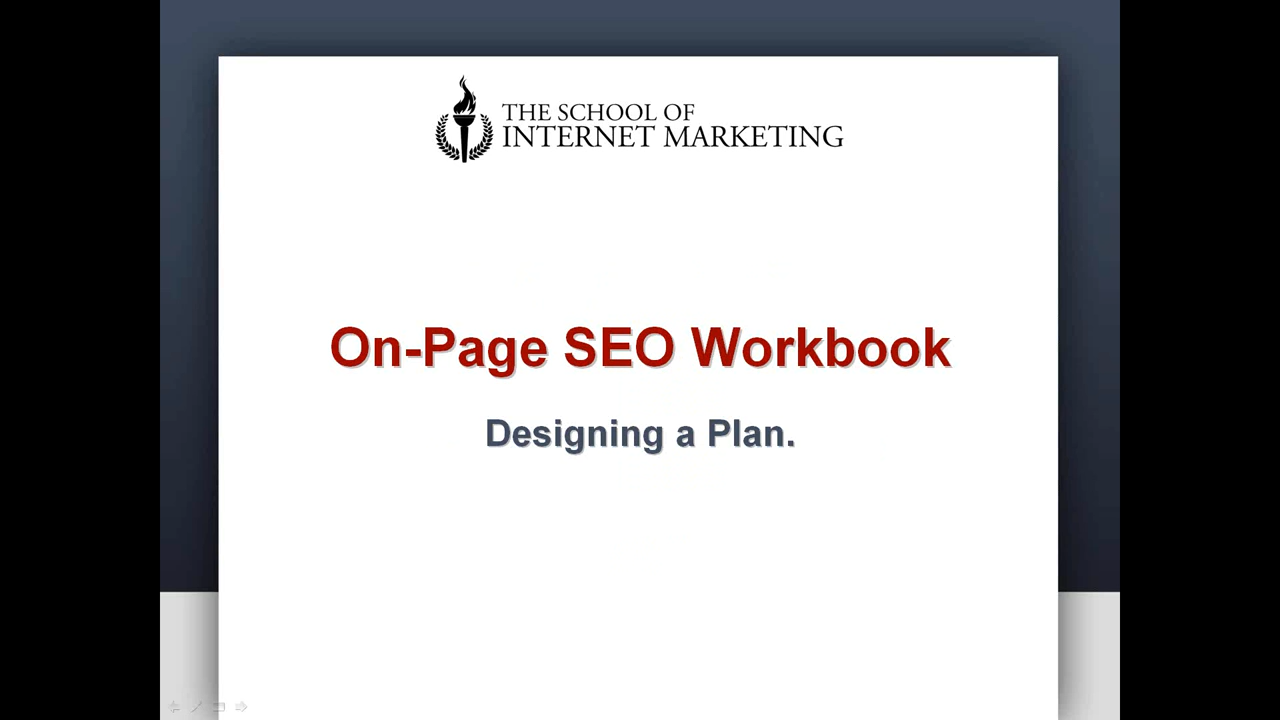 THE SCHOOL OF
INTERNET MARKETING
On-Page SEO Workbook
Designing a Plan.